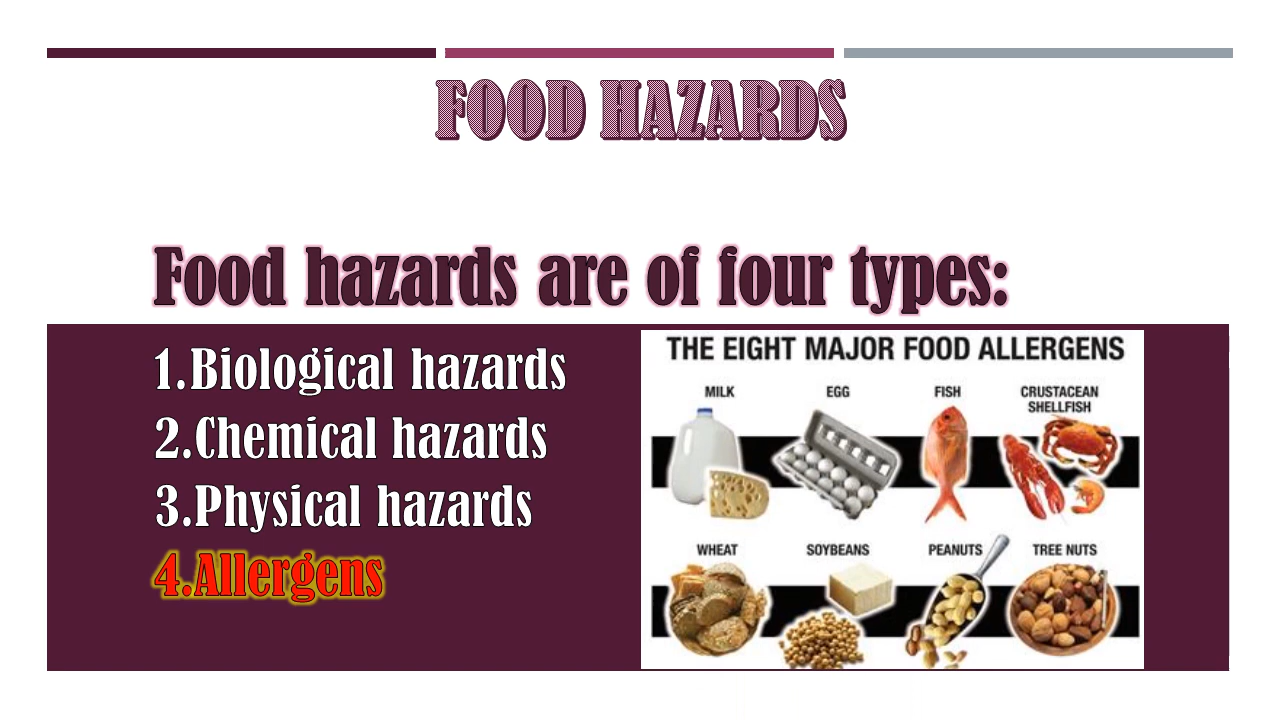 FOOD HAZARDS
Food hazards are of four types:
1.Biological hazards
2.Chemical hazards
3.Physical hazards
4.Allergens
THE EIGHT MAJOR FOOD ALLERGENS
MILK EGG FISH CRUSTACEAN
SHELLFISH
WHEAT SOYBEANS PEANUTS TREE NUTS